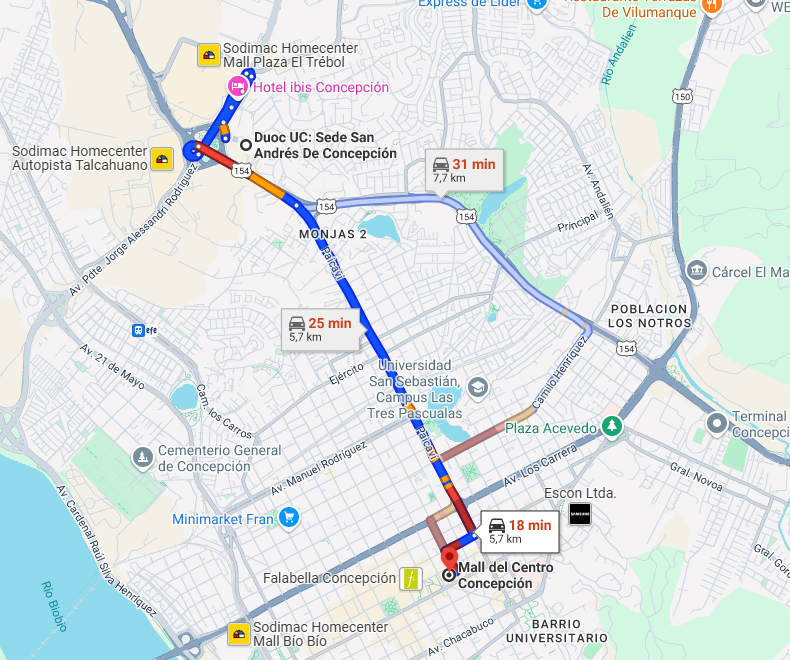 Express de Líder
Restaurante Terrazas
De Vilumanque
WE
Sodimac Homecenter
Mall Plaza El Trébol
Río Andalien
Hotel ibis Concepción
150
Duoc UC: Sede San
Andrés De Concepción
Sodimac Homecenter
Autopista Talcahuano
31 min
7,7 km
154
154
154
Av. Andalién
Principal
MONJAS 2
Av. Pdte. Jorge Alessandri Rodríguez
Paicaví
Cárcel El Ma
POBLACION
LOS NOTROS
25 min
5,7 km
efe
154
Camilo Henríquez
Av. 21 de Mayo
Ejército
Universidad
San Sebastián,
Campus Las
Tres Pascualas
Cam. los Carros
Plaza Acevedo
Terminal
Concepci
Paicaví
Cementerio General
de Concepción
Av. Manuel Rodríguez
Av. Los Carrera
Gral. Novoa
Av. Cardenal Raúl Silva Henríquez
Escon Ltda.
SAMSUNG
Minimarket Fran
18 min
5,7 km
Gral. Gor
Mall del Centro
Concepción
Falabella Concepción
Río Biobío
Sodimac Homecenter
Mall Bío Bío
Av. Chacabuco
BARRIO
UNIVERSITARIO